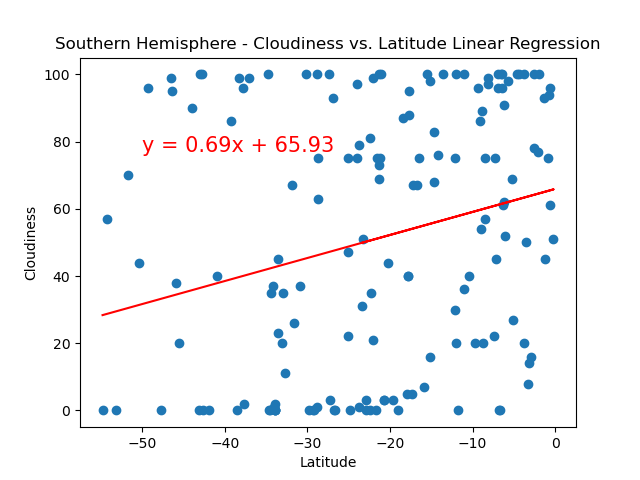 Southern Hemisphere - Cloudiness vs. Latitude Linear Regression
100
80
y = 0.69x + 65.93
60
Cloudiness
40
20
0
−50 −40 −30 −20 −10 0
Latitude